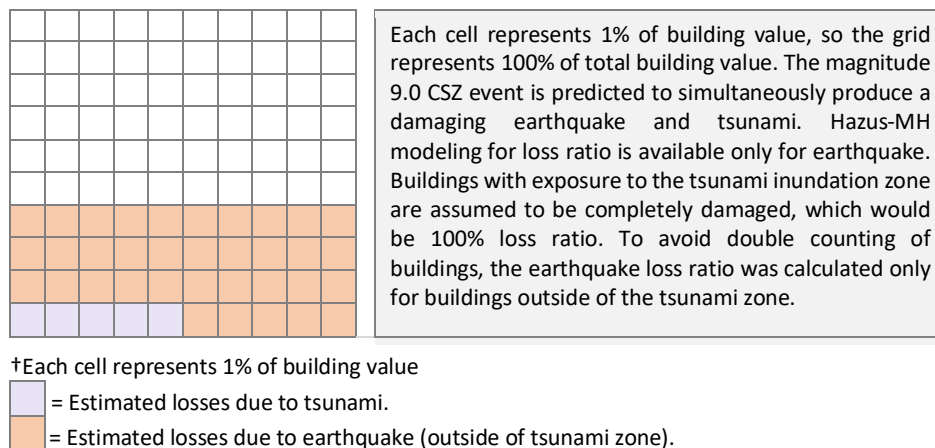 Each cell represents 1% of building value, so the grid
represents 100% of total building value. The magnitude
9.0 CSZ event is predicted to simultaneously produce a
damaging earthquake and tsunami. Hazus-MH
modeling for loss ratio is available only for earthquake.
Buildings with exposure to the tsunami inundation zone
are assumed to be completely damaged, which would
be 100% loss ratio. To avoid double counting of
buildings, the earthquake loss ratio was calculated only
for buildings outside of the tsunami zone.
†Each cell represents 1% of building value
= Estimated losses due to tsunami.
= Estimated losses due to earthquake (outside of tsunami zone).